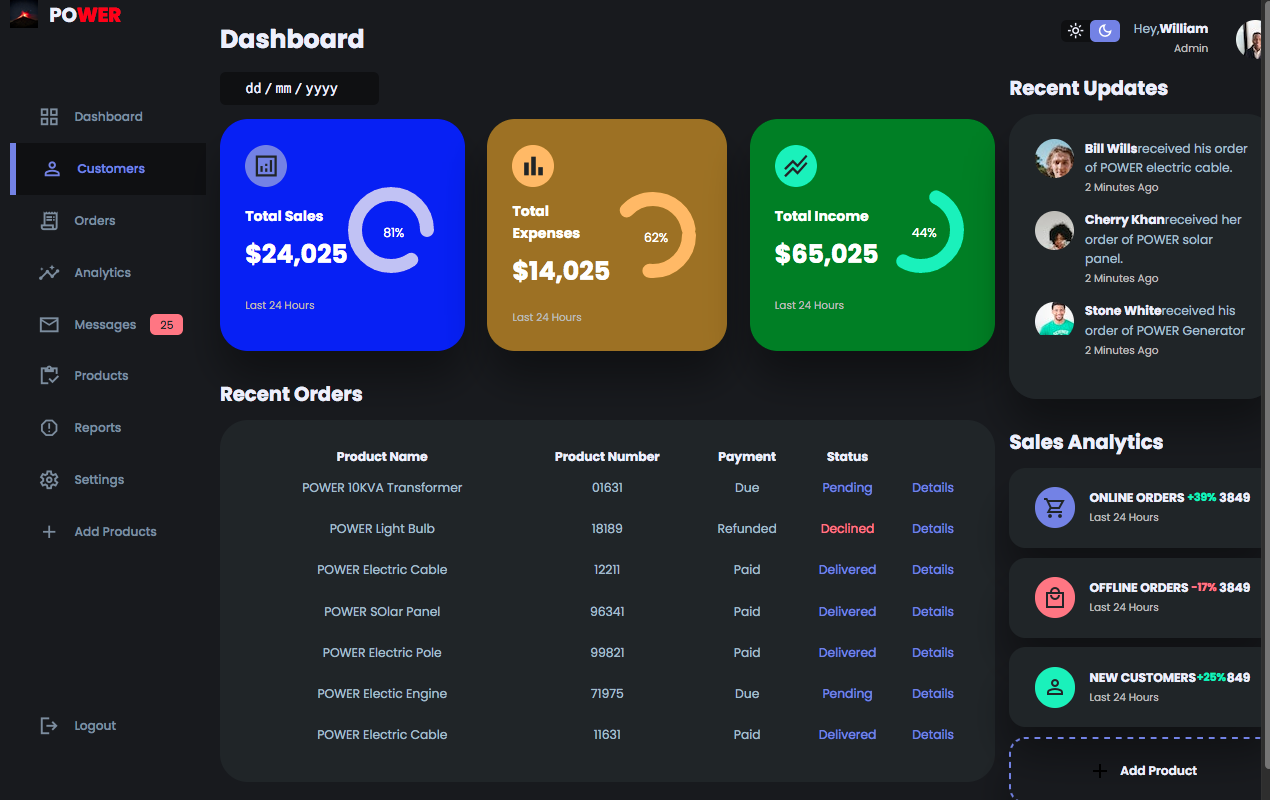 POWER
Dashboard
Customers
Orders
Analytics
Messages 25
Products
Reports
Settings
Add Products
Logout
Dashboard
dd / mm / yyyy
Total Sales
$24,025
81%
Last 24 Hours
Total
Expenses
$14,025
62%
Last 24 Hours
Total Income
$65,025
44%
Last 24 Hours
Recent Orders
Product Name Product Number Payment Status
POWER 10KVA Transformer 01631 Due Pending Details
POWER Light Bulb 18189 Refunded Declined Details
POWER Electric Cable 12211 Paid Delivered Details
POWER SOlar Panel 96341 Paid Delivered Details
POWER Electric Pole 99821 Paid Delivered Details
POWER Electic Engine 71975 Due Pending Details
POWER Electric Cable 11631 Paid Delivered Details
Hey,William
Admin
Recent Updates
Bill Willsreceived his order
of POWER electric cable.
2 Minutes Ago
Cherry Khanreceived her
order of POWER solar
panel.
2 Minutes Ago
Stone Whitereceived his
order of POWER Generator
2 Minutes Ago
Sales Analytics
ONLINE ORDERS +39% 3849
Last 24 Hours
OFFLINE ORDERS -17% 3849
Last 24 Hours
NEW CUSTOMERS+25%849
Last 24 Hours
Add Product